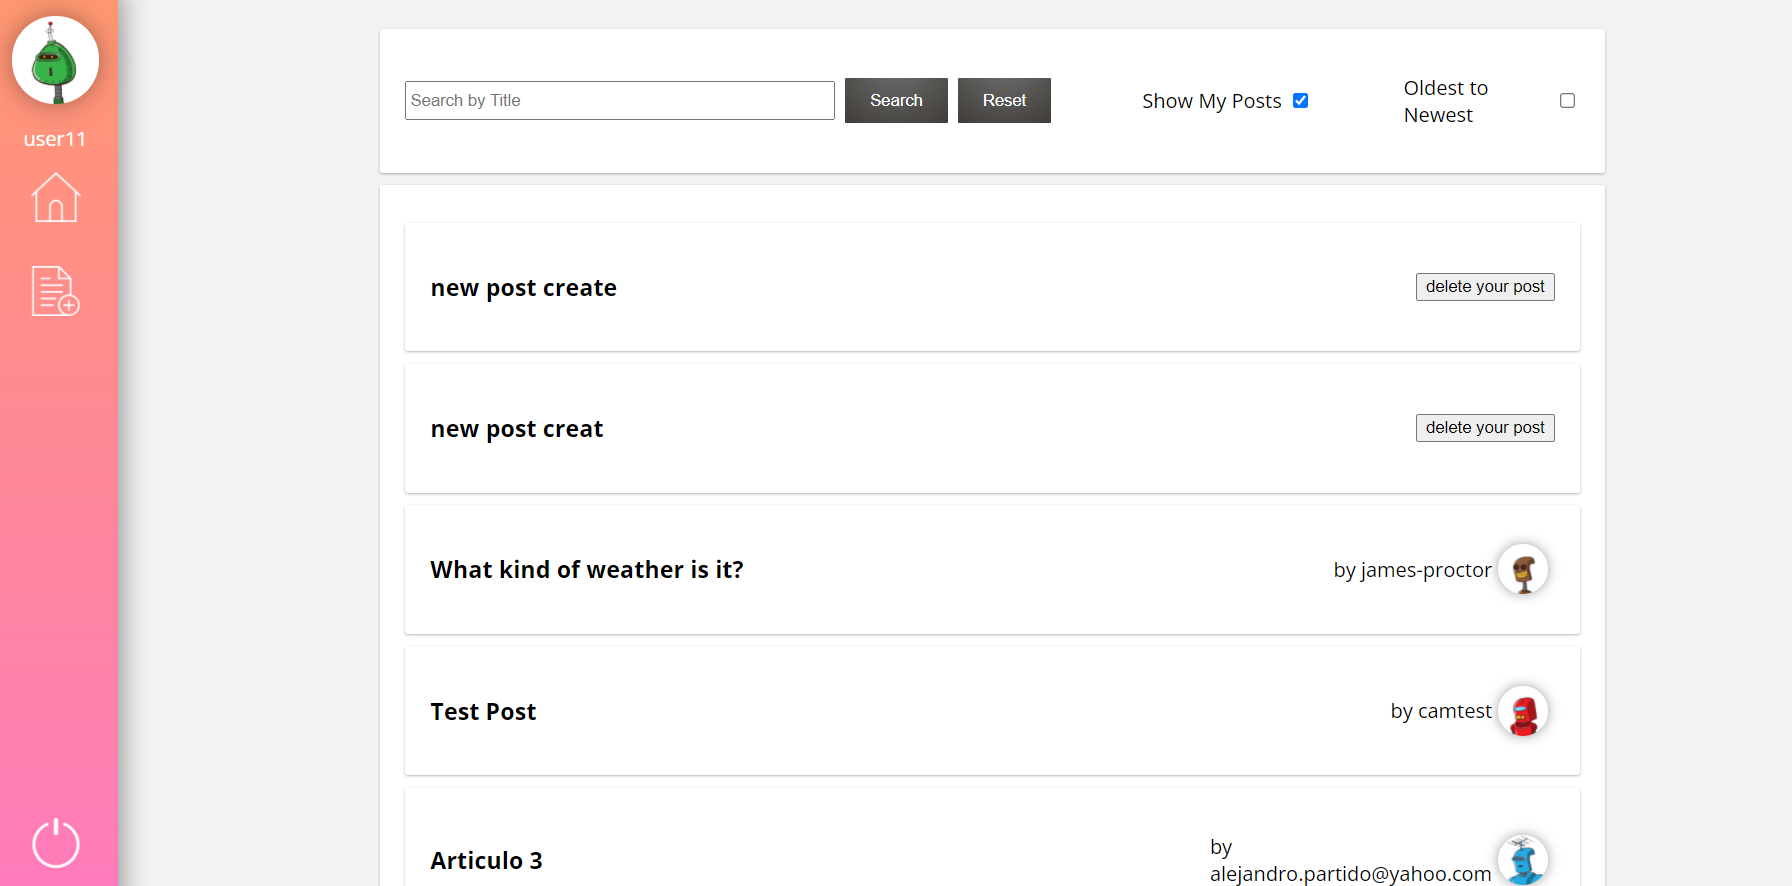 user11
Search by Title
Search
Reset
Show My Posts
Oldest to
Newest
new post create
delete your post
new post creat
delete your post
What kind of weather is it?
by james-proctor
Test Post
by camtest
Articulo 3
by
alejandro.partido@yahoo.com